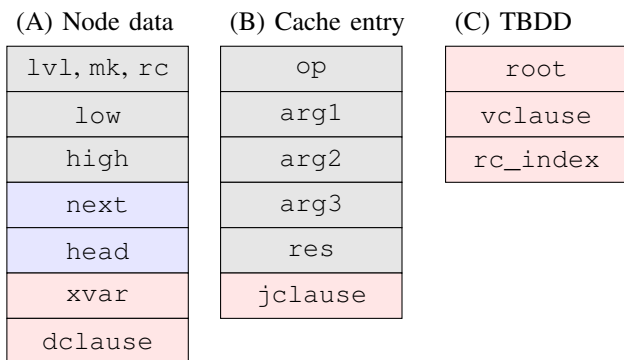 (A) Node data
lvl, mk, rc
low
high
next
head
xvar
dclause
(B) Cache entry
op
arg1
arg2
arg3
res
jclause
(C) TBDD
root
vclause
rc_index